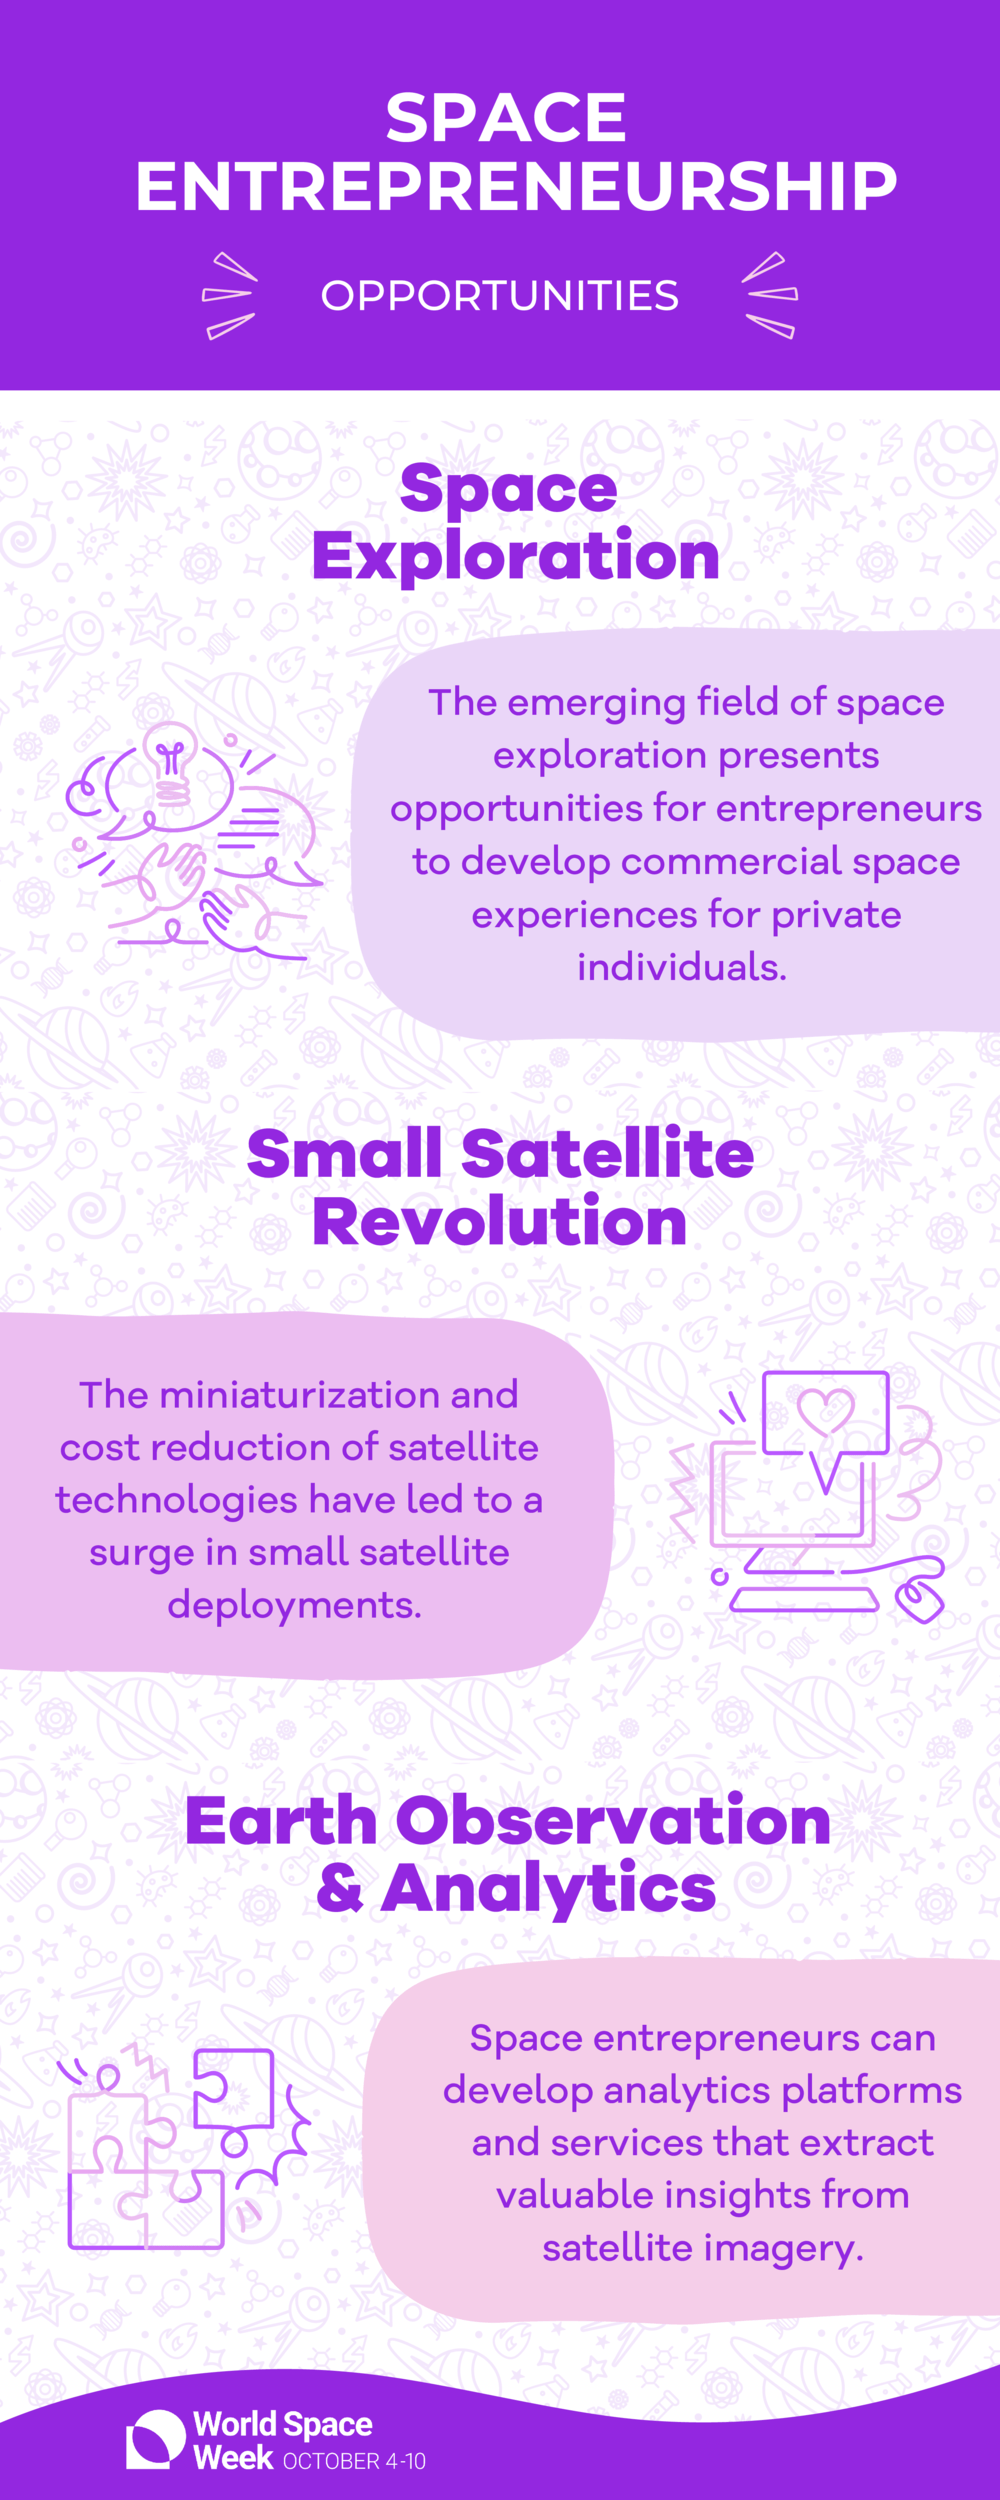 SPACE
ENTREPRENEURSHIP
OPPORTUNITIES
Space
Exploration
The emerging field of space
exploration presents
opportunities for entrepreneurs
to develop commercial space
experiences for private
individuals.
Small Satellite
Revolution
The miniaturization and
cost reduction of satellite
technologies have led to a
surge in small satellite
deployments.
Earth Observation
& Analytics
Space entrepreneurs can
develop analytics platforms
and services that extract
valuable insights from
satellite imagery.
World Space
Week OCTOBER 4-10